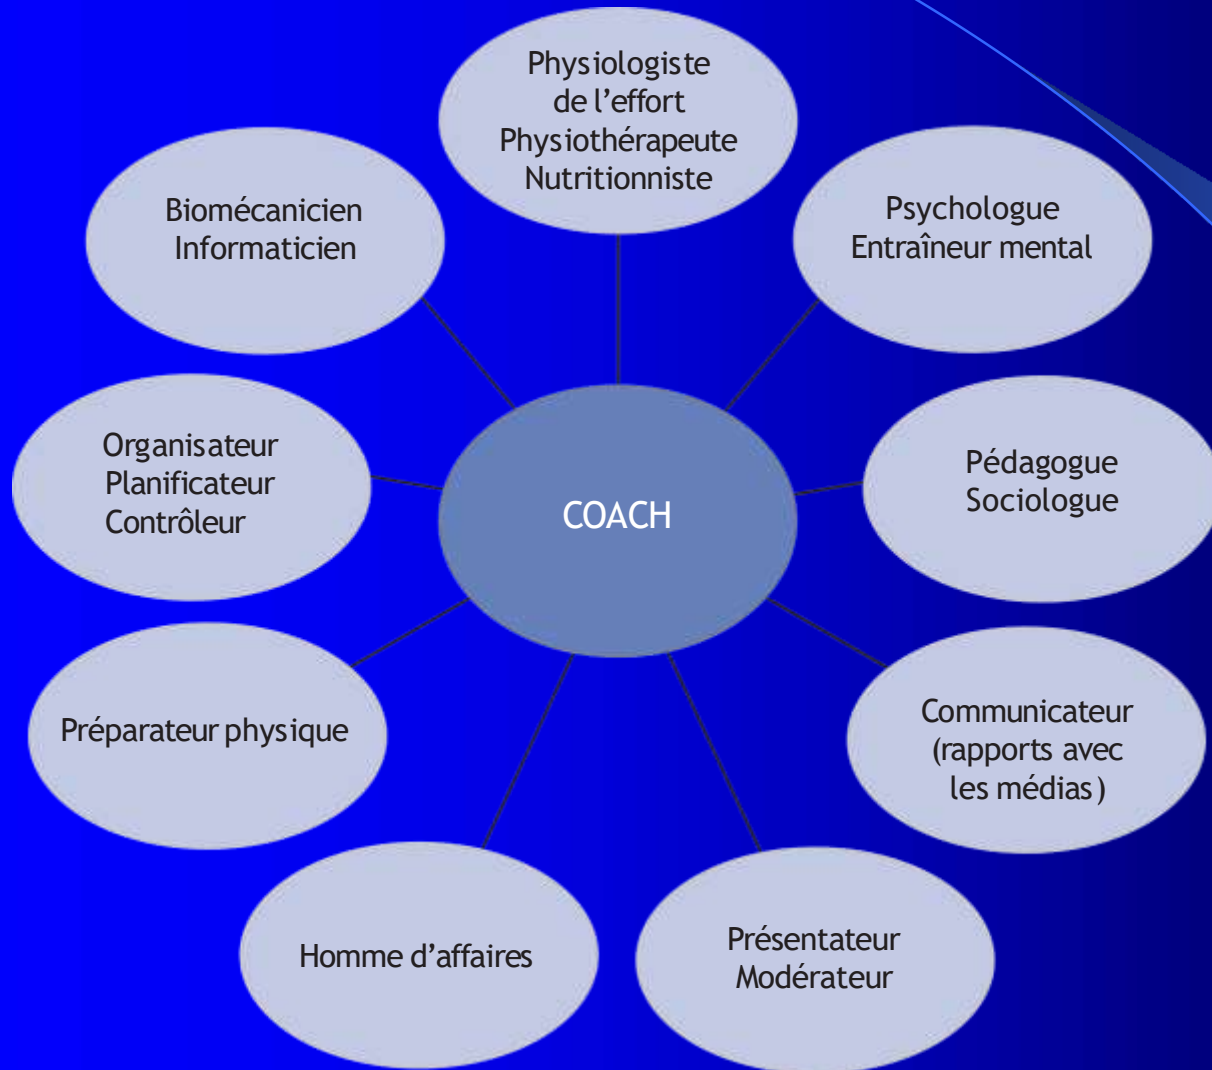 Physiologiste
de l’effort
Physiothérapeute
Nutritionniste
Psychologue
Entraîneur mental
Pédagogue
Sociologue
Communicateur
(rapports avec
les médias)
Présentateur
Modérateur
Homme d’affaires
Préparateur physique
Organisateur
Planificateur
Contrôleur
Biomécanicien
Informaticien
COACH